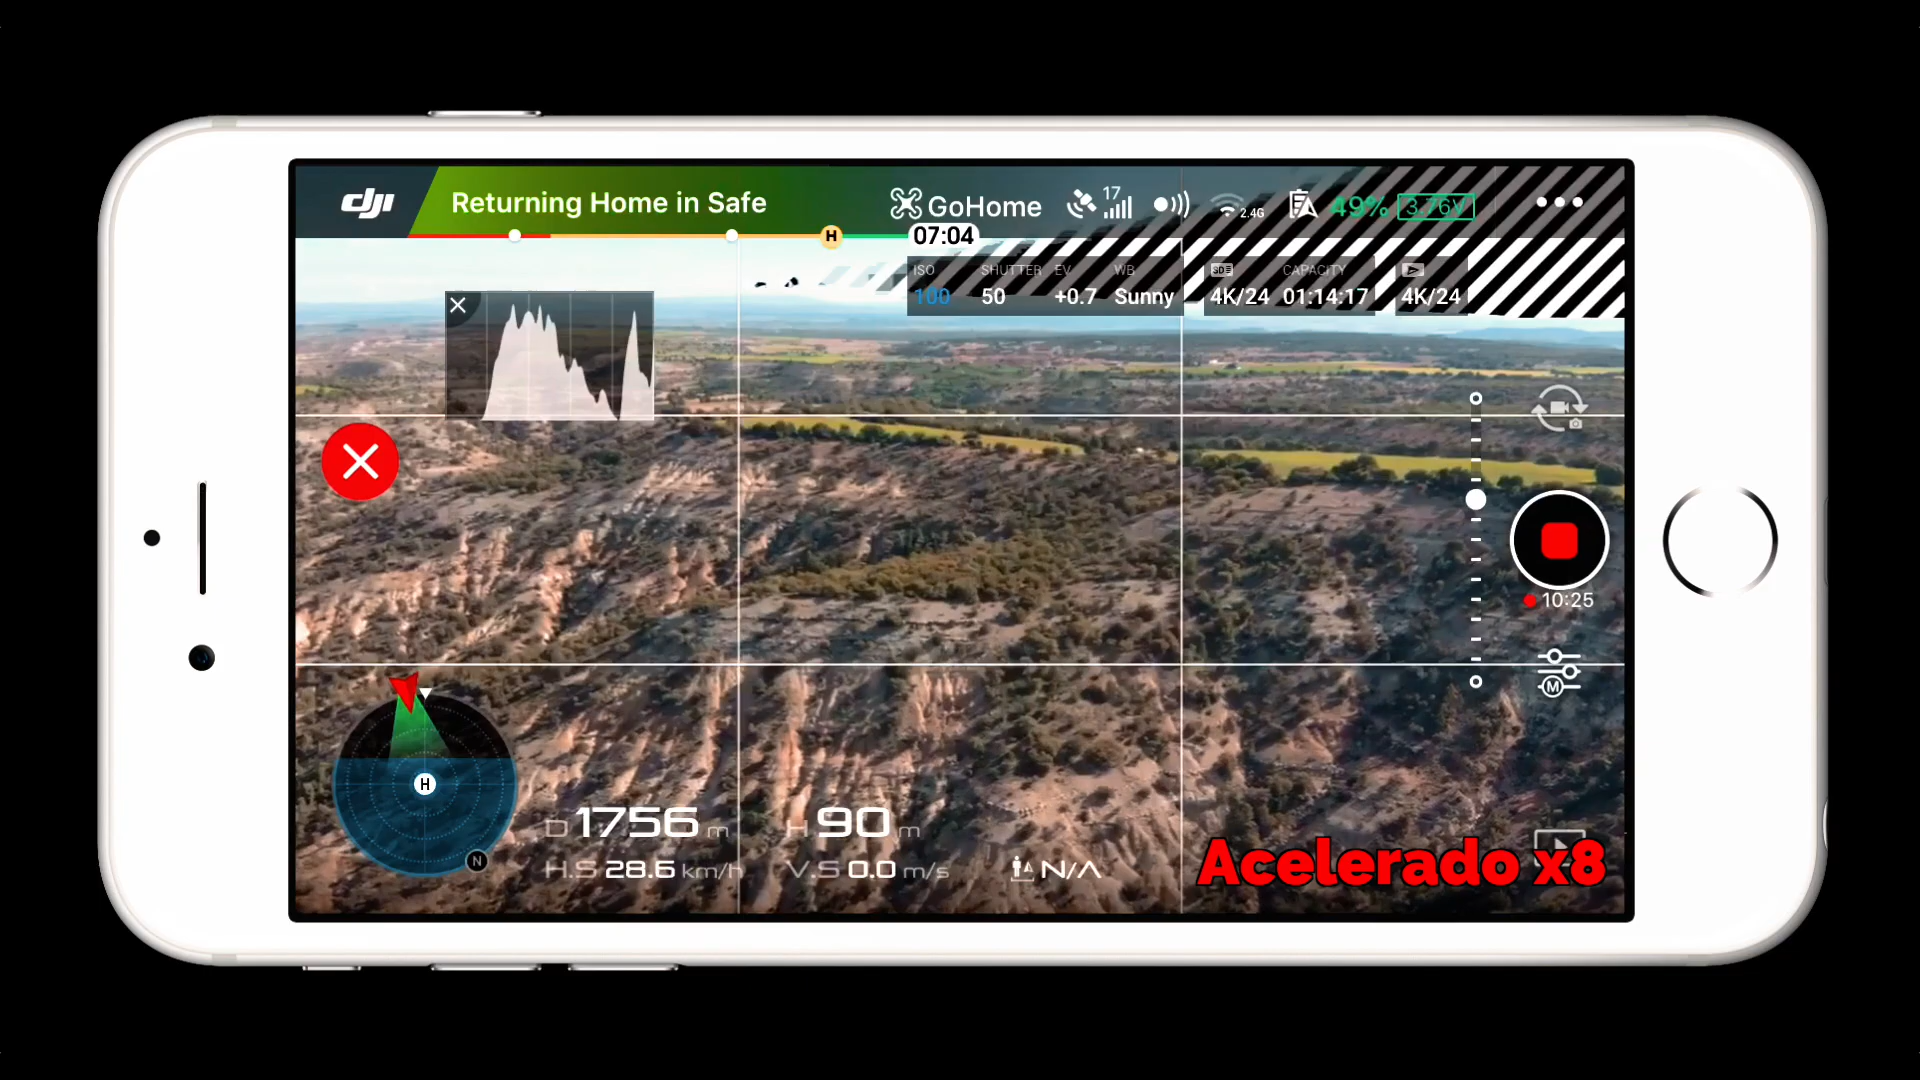 dji Returning Home in Safe GoHome 17 2.4G 49% 3.76V
H 07:04
ISO SHUTTER EV WB SD CAPACITY
100 50 +0.7 Sunny 4K/24 01:14:17 4K/24
10:25
M
H
D 1756 m H 90 m
N H.S 28.6 km/h V.S 0.0 m/s N/A
Acelerado x8